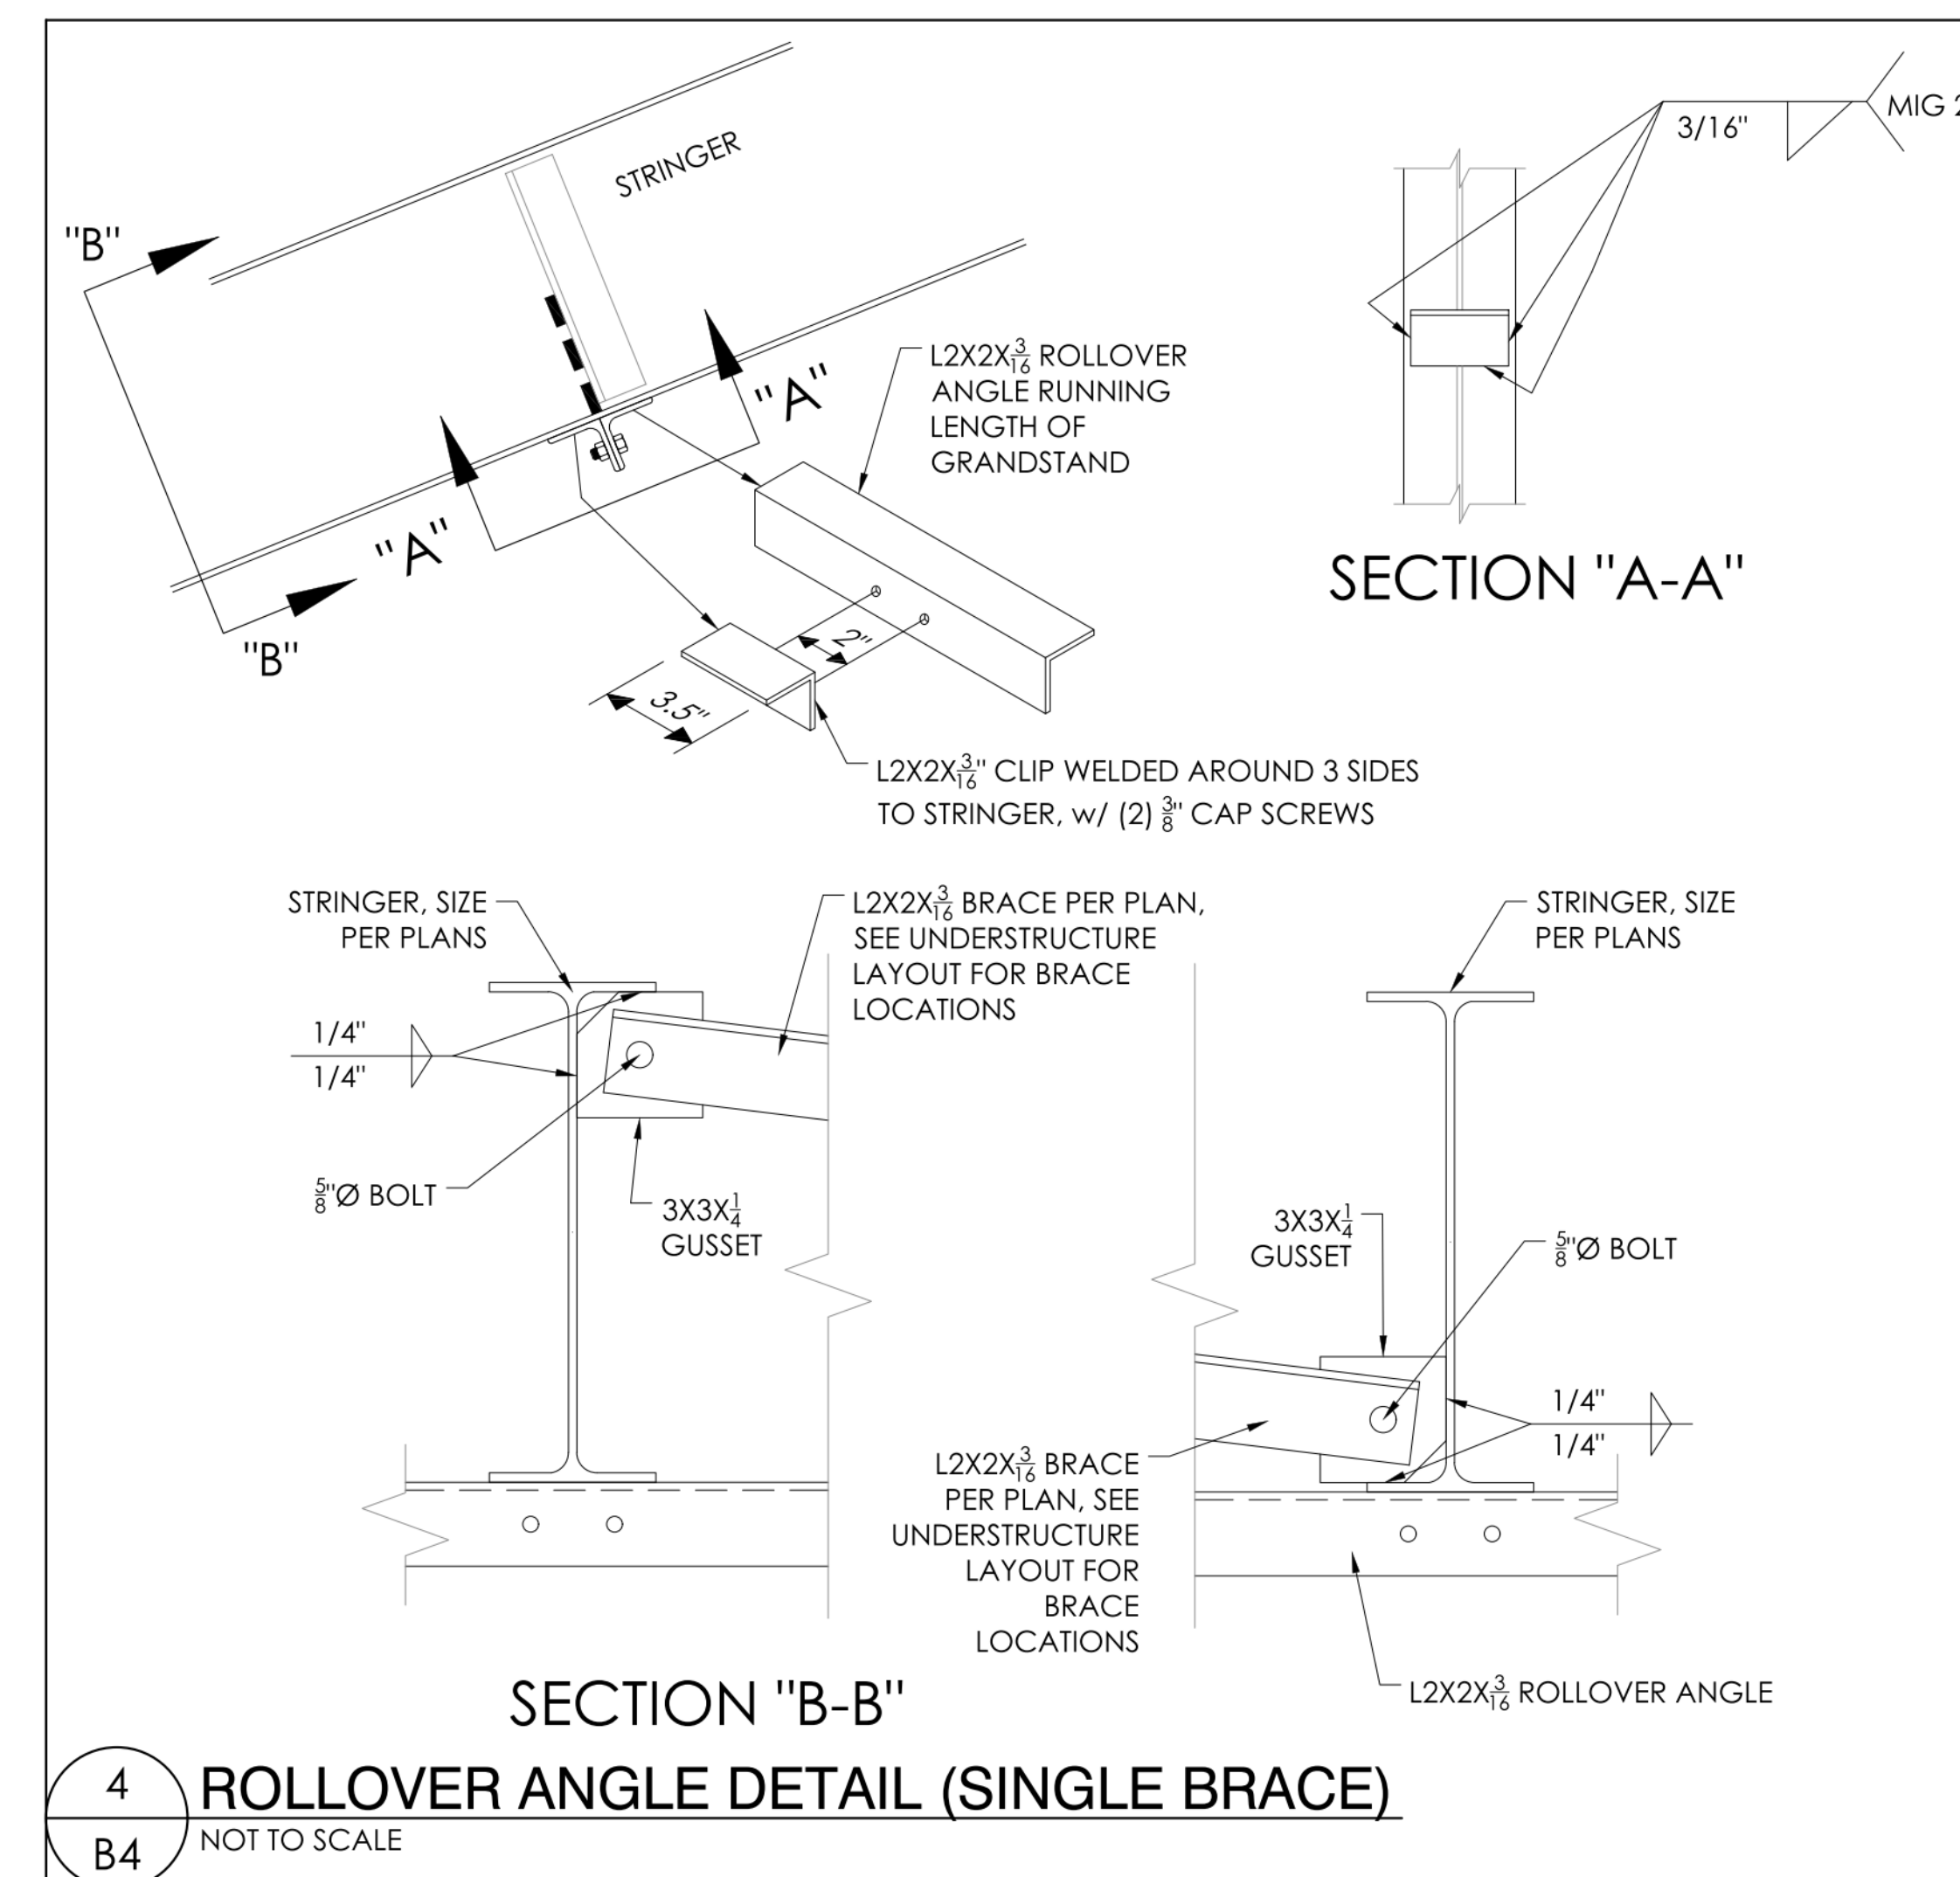 STRINGER
"B"
"B"
"A"
"A"
L2X2X3/16 ROLLOVER
ANGLE RUNNING
LENGTH OF
GRANDSTAND
2"
3.5"
L2X2X3/16" CLIP WELDED AROUND 3 SIDES
TO STRINGER, w/ (2) 3/8" CAP SCREWS
3/16"
MIG
SECTION "A-A"
STRINGER, SIZE
PER PLANS
L2X2X3/16 BRACE PER PLAN,
SEE UNDERSTRUCTURE
LAYOUT FOR BRACE
LOCATIONS
1/4"
1/4"
5/8"Ø BOLT
3X3X1/4
GUSSET
STRINGER, SIZE
PER PLANS
3X3X1/4
GUSSET
5/8"Ø BOLT
1/4"
1/4"
L2X2X3/16 BRACE
PER PLAN, SEE
UNDERSTRUCTURE
LAYOUT FOR
BRACE
LOCATIONS
L2X2X3/16 ROLLOVER ANGLE
SECTION "B-B"
4
B4
ROLLOVER ANGLE DETAIL (SINGLE BRACE)
NOT TO SCALE